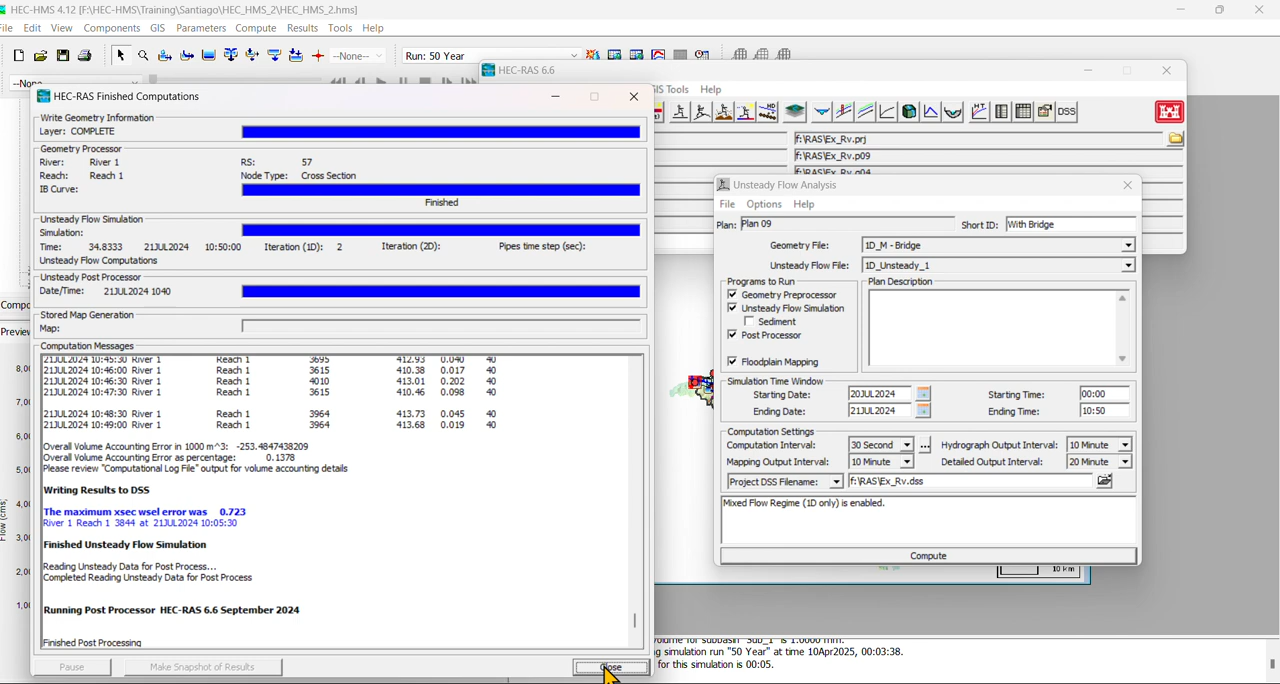 HEC-HMS 4.12 [F:\HEC-HMS\Training\Santiago\HEC_HMS_2\HEC_HMS_2.hms]
File Edit View Components GIS Parameters Compute Results Tools Help
--None-- Run: 50 Year
--None--
HEC-RAS 6.6
GIS Tools Help
DSS
f:\RAS\Ex_Rv.prj
f:\RAS\Ex_Rv.p09
f:\RAS\Ex_Rv.g04
HEC-RAS Finished Computations
Write Geometry Information
Layer: COMPLETE
Geometry Processor
River: River 1 RS: 57
Reach: Reach 1 Node Type: Cross Section
IB Curve:
Finished
Unsteady Flow Simulation
Simulation:
Time: 34.8333 21JUL2024 10:50:00 Iteration (1D): 2 Iteration (2D): Pipes time step (sec):
Unsteady Flow Computations
Unsteady Post Processor
Date/Time: 21JUL2024 1040
Stored Map Generation
Map:
Computation Messages
21JUL2024 10:45:30 River 1 Reach 1 3695 412.93 0.040 40
21JUL2024 10:46:00 River 1 Reach 1 3615 410.38 0.017 40
21JUL2024 10:46:30 River 1 Reach 1 4010 413.01 0.202 40
21JUL2024 10:47:30 River 1 Reach 1 3615 410.46 0.098 40
21JUL2024 10:48:30 River 1 Reach 1 3964 413.73 0.045 40
21JUL2024 10:49:00 River 1 Reach 1 3964 413.68 0.019 40
Overall Volume Accounting Error in 1000 m^3: -253.4847438209
Overall Volume Accounting Error as percentage: 0.1378
Please review "Computational Log File" output for volume accounting details
Writing Results to DSS
The maximum xsec wsel error was 0.723
River 1 Reach 1 3844 at 21JUL2024 10:05:30
Finished Unsteady Flow Simulation
Reading Unsteady Data for Post Process...
Completed Reading Unsteady Data for Post Process
Running Post Processor HEC-RAS 6.6 September 2024
Finished Post Processing
Pause Make Snapshot of Results Close
Unsteady Flow Analysis
File Options Help
Plan: Plan 09 Short ID: With Bridge
Geometry File: 1D_M - Bridge
Unsteady Flow File: 1D_Unsteady_1
Programs to Run Plan Description
Geometry Preprocessor
Unsteady Flow Simulation
Sediment
Post Processor
Floodplain Mapping
Simulation Time Window
Starting Date: 20JUL2024 Starting Time: 00:00
Ending Date: 21JUL2024 Ending Time: 10:50
Computation Settings
Computation Interval: 30 Second ... Hydrograph Output Interval: 10 Minute
Mapping Output Interval: 10 Minute Detailed Output Interval: 20 Minute
Project DSS Filename: f:\RAS\Ex_Rv.dss
Mixed Flow Regime (1D only) is enabled.
Compute
10 km
Compo
Preview
8,0
7,0
6,0
5,0
4,0
3,0
2,0
1,0
Flow (cms)
volume for subbasin "Sub_1" is 1.0000 mm.
g simulation run "50 Year" at time 10Apr2025, 00:03:38.
for this simulation is 00:05.